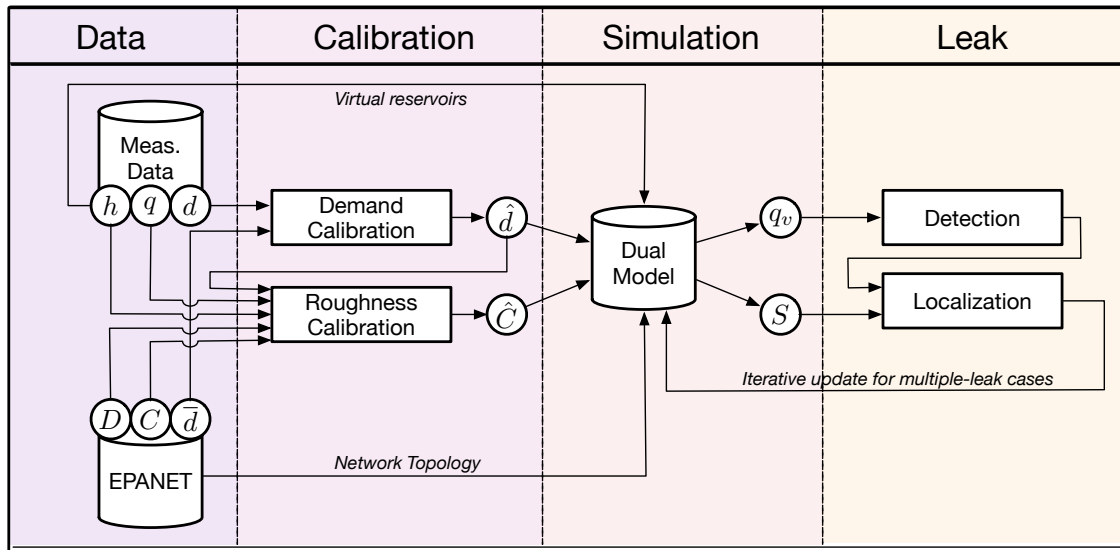 Data
Calibration
Simulation
Leak
Virtual reservoirs
Meas.
Data
h
q
d
Demand
Calibration
d̂
Roughness
Calibration
Ĉ
Dual
Model
q_v
S
Detection
Localization
Iterative update for multiple-leak cases
D
C
d̅
EPANET
Network Topology